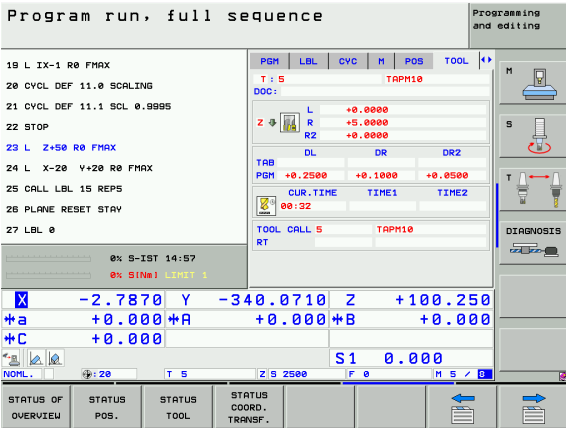 Program run, full sequence
Programming
and editing
19 L IX-1 R0 FMAX
20 CYCL DEF 11.0 SCALING
21 CYCL DEF 11.1 SCL 0.9995
22 STOP
23 L Z+50 R0 FMAX
24 L X-20 Y+20 R0 FMAX
25 CALL LBL 15 REPS
26 PLANE RESET STAY
27 LBL 0
PGM LBL CYC M POS TOOL
T : 5 TAPM10
DOC:
L +0.0000
Z R +5.0000
R2 +0.0000
DL DR DR2
TAB
PGM +0.2500 +0.1000 +0.0500
CUR.TIME TIME1 TIME2
00:32
TOOL CALL 5 TAPM10
RT
0% S-IST 14:57
0% S[Nm] LIMIT 1
X -2.7870 Y -340.0710 Z +100.250
a +0.000 A +0.000 B +0.000
C +0.000
S1 0.000
NOML. : 20 T 5 Z S 2500 F 0 M 5 / 8
M
S
T
DIAGNOSIS
STATUS OF
OVERVIEW
STATUS
POS.
STATUS
TOOL
STATUS
COORD.
TRANSF.